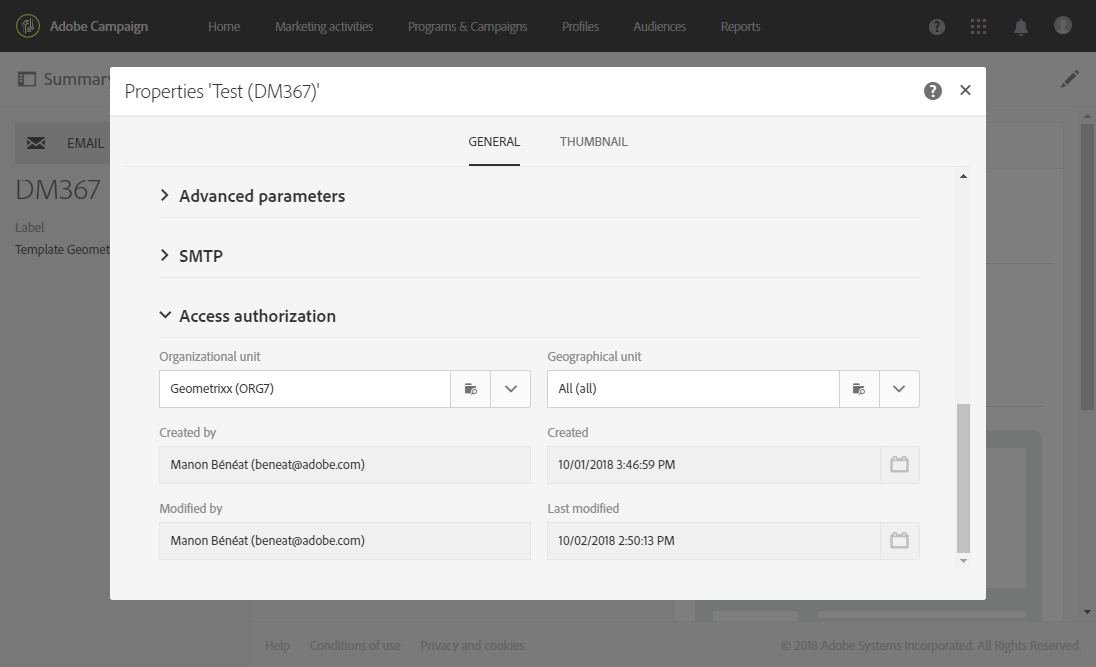 Adobe Campaign
Home
Marketing activities
Programs & Campaigns
Profiles
Audiences
Reports
Summary
Properties 'Test (DM367)'
EMAIL
GENERAL
THUMBNAIL
DM367
Label
Template Geomet
Advanced parameters
SMTP
Access authorization
Organizational unit
Geographical unit
Geometrixx (ORG7)
All (all)
Created by
Created
Manon Bénéat (beneat@adobe.com)
10/01/2018 3:46:59 PM
Modified by
Last modified
Manon Bénéat (beneat@adobe.com)
10/02/2018 2:50:13 PM
Help
Conditions of use
Privacy and cookies
© 2018 Adobe Systems Incorporated. All Rights Reserved.